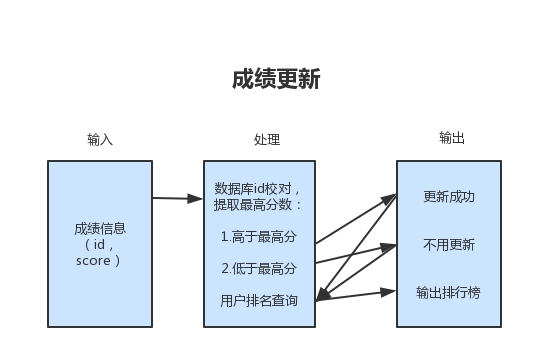 成绩更新
输入
处理
输出
成绩信息
（id，
score）
数据库id校对，
提取最高分数：
1.高于最高分
2.低于最高分
用户排名查询
更新成功
不用更新
输出排行榜